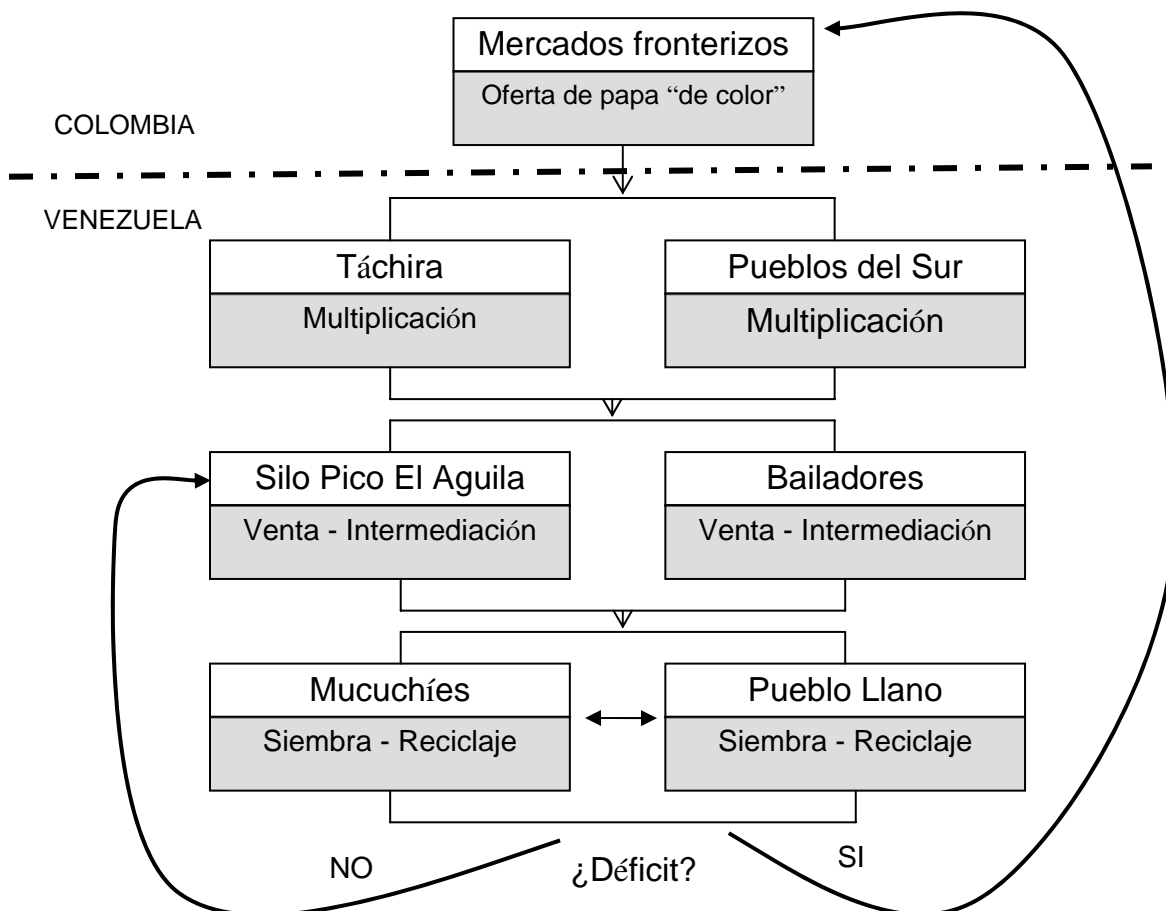 Mercados fronterizos
Oferta de papa “de color”
COLOMBIA
VENEZUELA
Táchira
Multiplicación
Pueblos del Sur
Multiplicación
Silo Pico El Aguila
Venta - Intermediación
Bailadores
Venta - Intermediación
Mucuchíes
Siembra - Reciclaje
Pueblo Llano
Siembra - Reciclaje
NO
¿Déficit?
SI